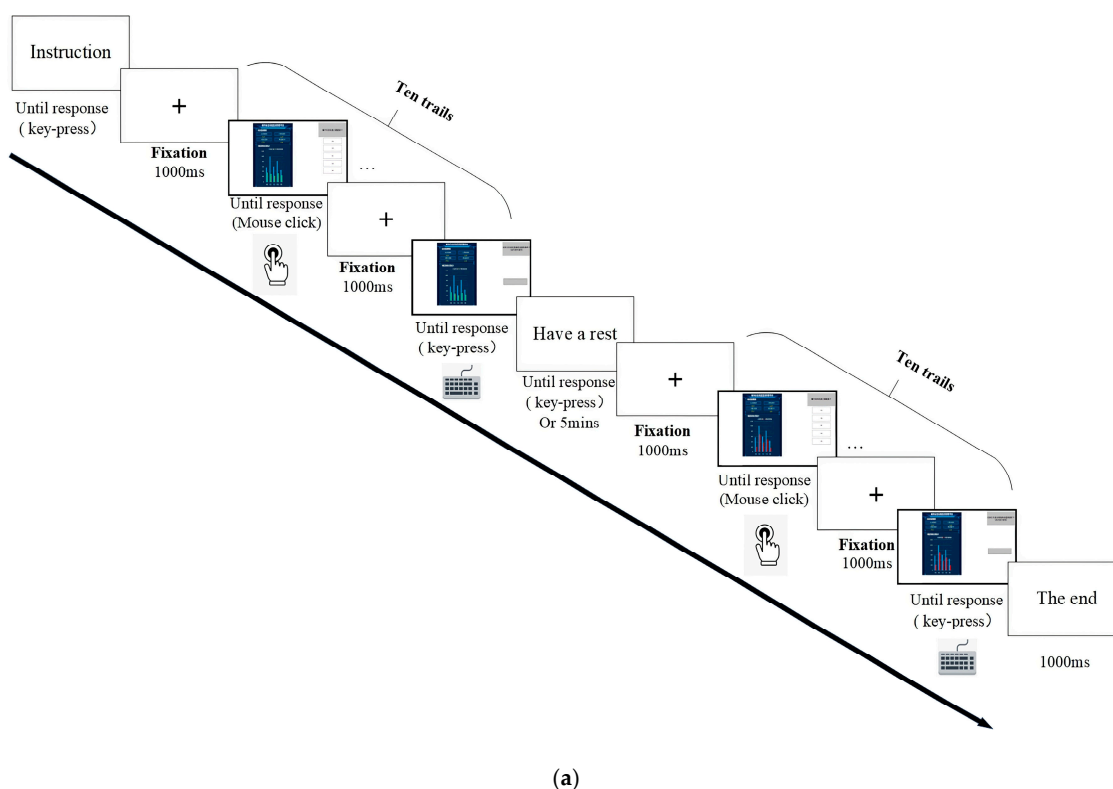 Instruction
Until response
( key-press）
+
Fixation
1000ms
Ten trails
Until response
(Mouse click)
...
+
Fixation
1000ms
Until response
( key-press）
Have a rest
Until response
( key-press）
Or 5mins
+
Fixation
1000ms
Ten trails
Until response
(Mouse click)
...
+
Fixation
1000ms
Until response
( key-press）
The end
1000ms
(a)